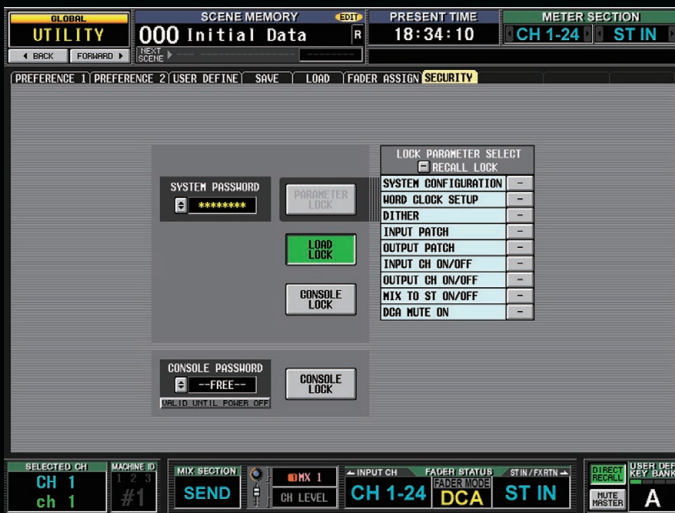 GLOBAL
UTILITY
BACK FORWARD
SCENE MEMORY EDIT
000 Initial Data R
NEXT SCENE
PRESENT TIME
18:34:10
METER SECTION
CH 1-24 ST IN
PREFERENCE 1 PREFERENCE 2 USER DEFINE SAVE LOAD FADER ASSIGN SECURITY
SYSTEM PASSWORD
********
PARAMETER LOCK
LOAD LOCK
CONSOLE LOCK
LOCK PARAMETER SELECT
- RECALL LOCK
SYSTEM CONFIGURATION -
WORD CLOCK SETUP -
DITHER -
INPUT PATCH -
OUTPUT PATCH -
INPUT CH ON/OFF -
OUTPUT CH ON/OFF -
MIX TO ST ON/OFF -
DCA MUTE ON -
CONSOLE PASSWORD
--FREE--
VALID UNTIL POWER OFF
CONSOLE LOCK
SELECTED CH
CH 1
ch 1
MACHINE ID
1 2 3
#1
MIX SECTION
SEND
MX 1
CH LEVEL
INPUT CH FADER STATUS ST IN/FXRTN
CH 1-24
FADER MODE
DCA
ST IN
DIRECT RECALL
MUTE MASTER
USER DEF
KEY BANK
A